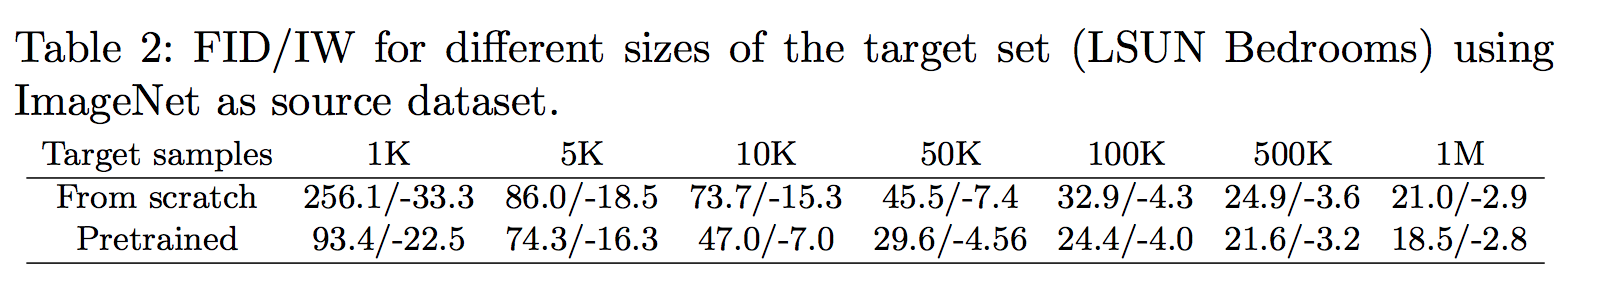 Table 2: FID/IW for different sizes of the target set (LSUN Bedrooms) using
ImageNet as source dataset.
Target samples 1K 5K 10K 50K 100K 500K 1M
From scratch 256.1/-33.3 86.0/-18.5 73.7/-15.3 45.5/-7.4 32.9/-4.3 24.9/-3.6 21.0/-2.9
Pretrained 93.4/-22.5 74.3/-16.3 47.0/-7.0 29.6/-4.56 24.4/-4.0 21.6/-3.2 18.5/-2.8